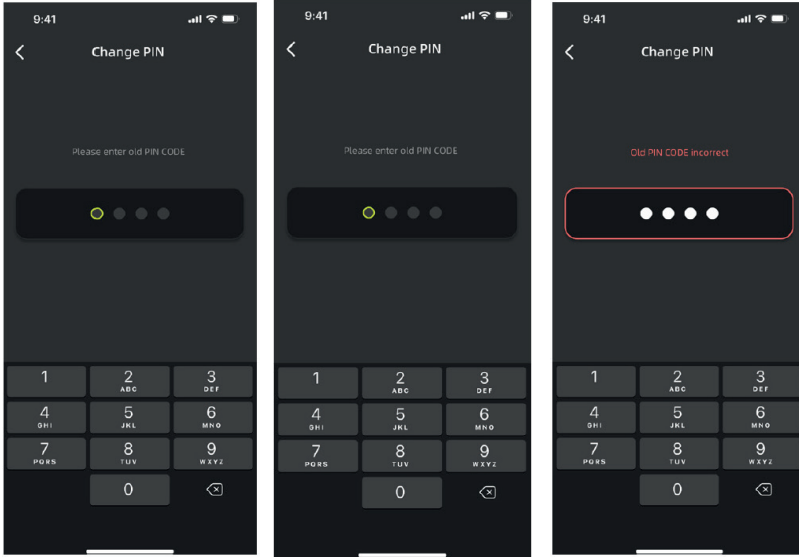 9:41
Change PIN
Please enter old PIN CODE
1
2
ABC
3
DEF
4
GHI
5
JKL
6
MNO
7
PQRS
8
TUV
9
WXYZ
0
9:41
Change PIN
Please enter old PIN CODE
1
2
ABC
3
DEF
4
GHI
5
JKL
6
MNO
7
PQRS
8
TUV
9
WXYZ
0
9:41
Change PIN
Old PIN CODE incorrect
1
2
ABC
3
DEF
4
GHI
5
JKL
6
MNO
7
PQRS
8
TUV
9
WXYZ
0